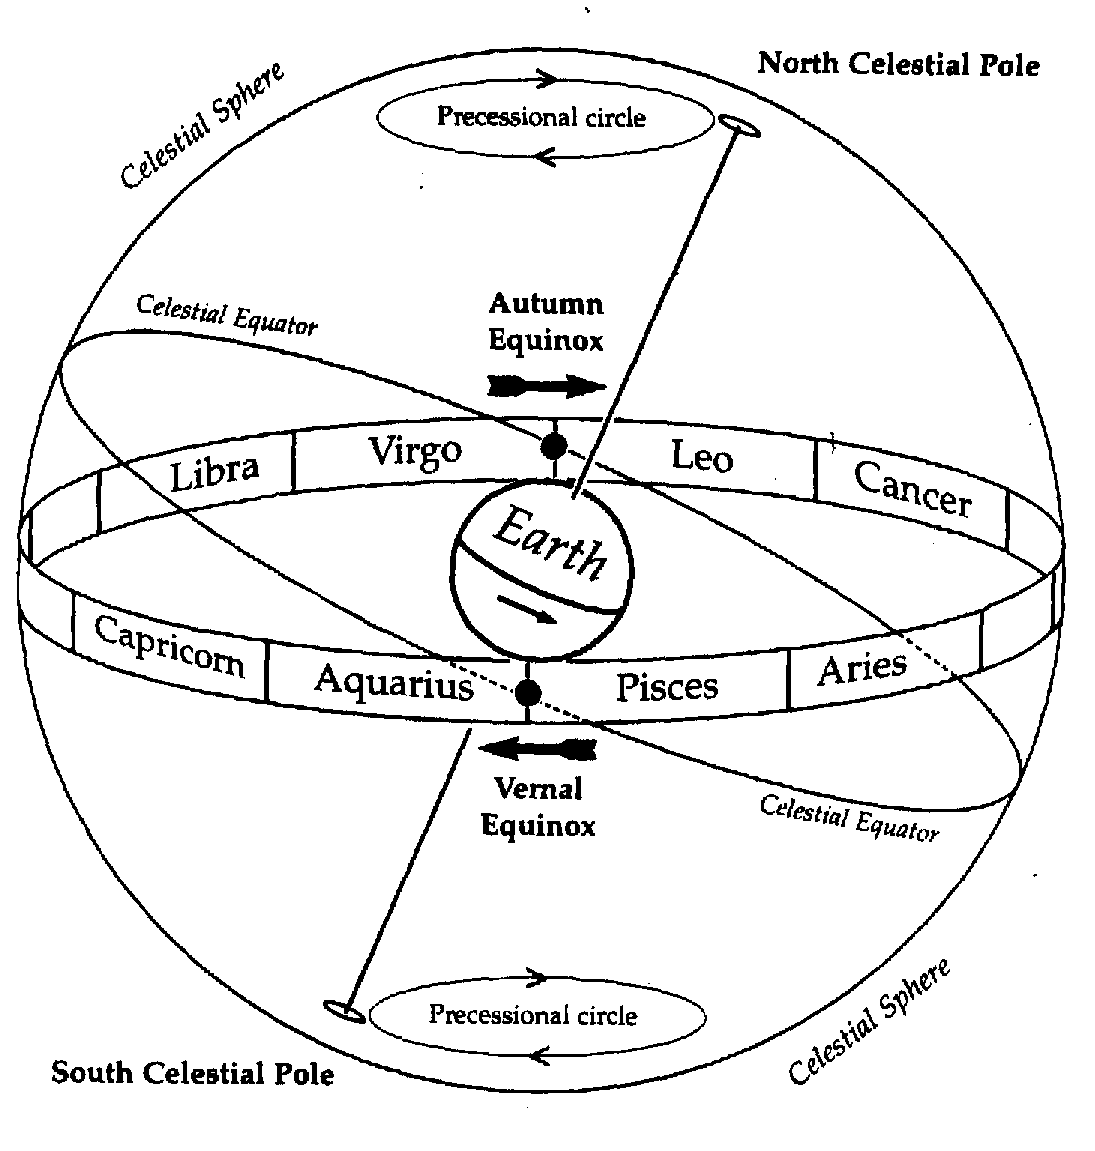 North Celestial Pole
Celestial Sphere
Precessional circle
Celestial Equator
Autumn
Equinox
Libra
Virgo
Leo
Cancer
Earth
Capricorn
Aquarius
Pisces
Aries
Vernal
Equinox
Celestial Equator
Celestial Sphere
Precessional circle
South Celestial Pole